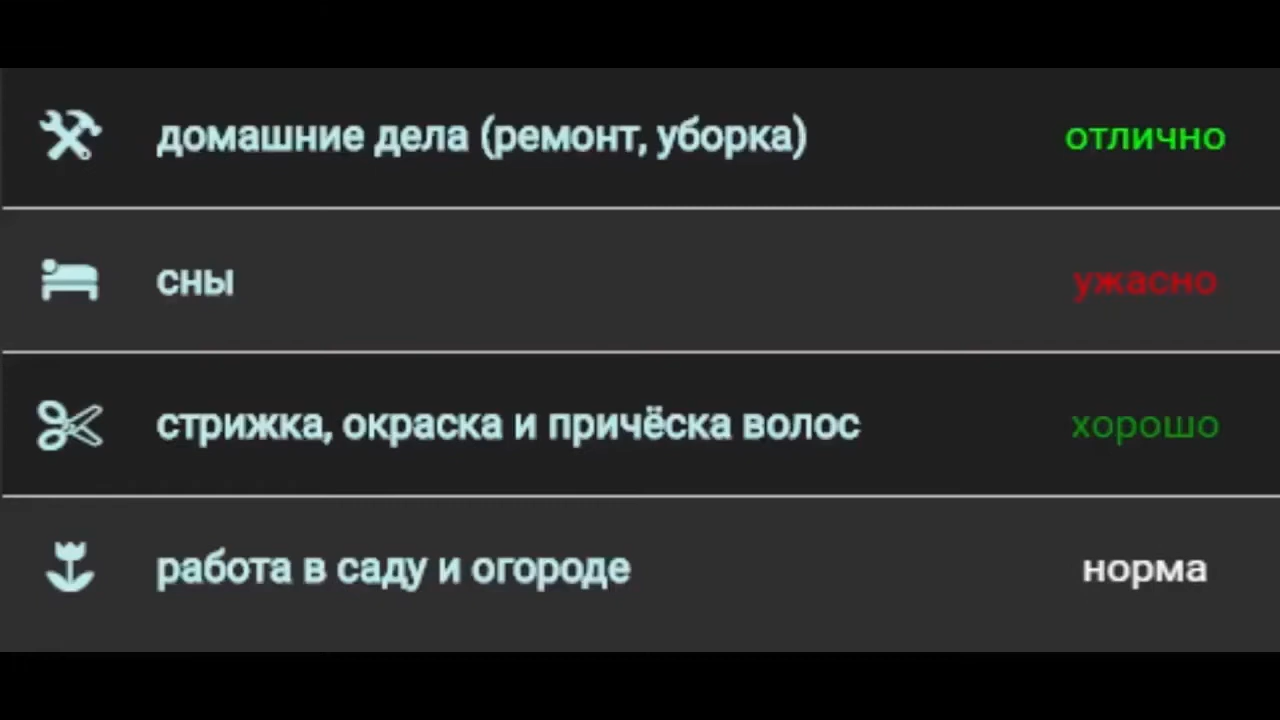 домашние дела (ремонт, уборка) отлично
сны ужасно
стрижка, окраска и причёска волос хорошо
работа в саду и огороде норма